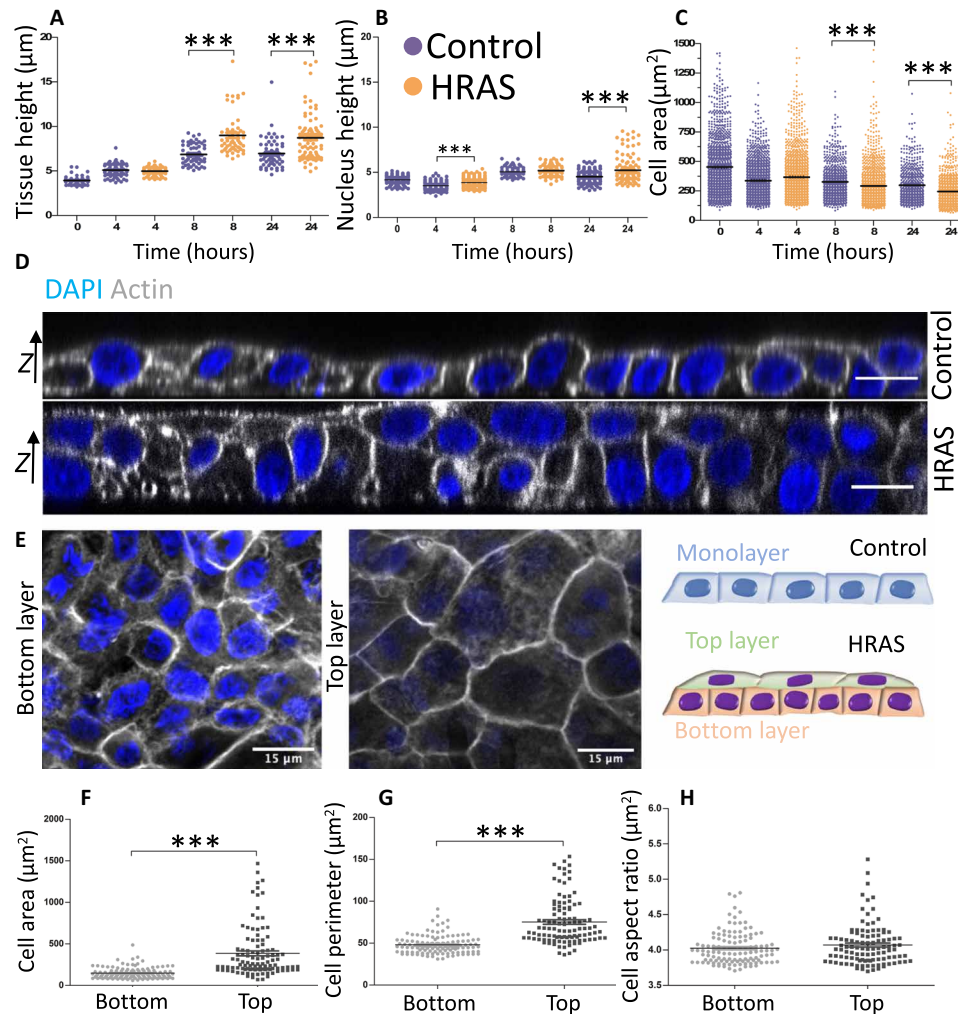 A
Tissue height (µm)
20
15
10
5
0
0 4 4 8 8 24 24
Time (hours)
***
***
B
Nucleus height (µm)
20
15
10
5
0
0 4 4 8 8 24 24
Time (hours)
Control
HRAS
***
***
C
Cell area(µm²)
1500
1250
1000
750
500
250
0
0 4 4 8 8 24 24
Time (hours)
***
***
D
DAPI Actin
Z
Control
Z
HRAS
E
Bottom layer
15 µm
Top layer
15 µm
Monolayer
Control
Top layer
HRAS
Bottom layer
F
Cell area (µm²)
2000
1500
1000
500
0
***
Bottom Top
G
Cell perimeter (µm²)
200
150
100
50
0
***
Bottom Top
H
Cell aspect ratio (µm²)
6.0
5.5
5.0
4.5
4.0
3.5
Bottom Top